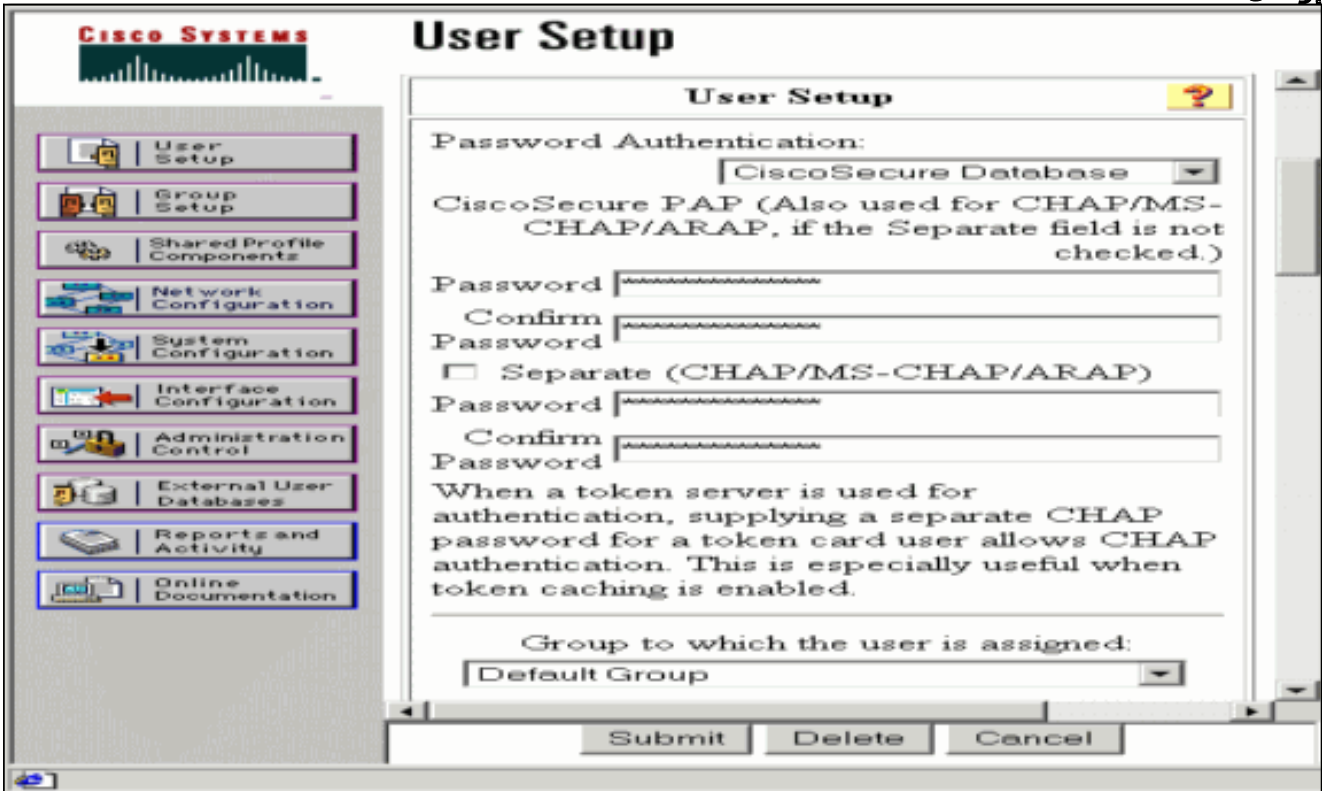 CISCO SYSTEMS
User Setup
User Setup
Group Setup
Shared Profile Components
Network Configuration
System Configuration
Interface Configuration
Administration Control
External User Databases
Reports and Activity
Online Documentation
User Setup
?
Password Authentication:
CiscoSecure Database
CiscoSecure PAP (Also used for CHAP/MS-
CHAP/ARAP, if the Separate field is not
checked.)
Password
Confirm
Password
Separate (CHAP/MS-CHAP/ARAP)
Password
Confirm
Password
When a token server is used for
authentication, supplying a separate CHAP
password for a token card user allows CHAP
authentication. This is especially useful when
token caching is enabled.
Group to which the user is assigned:
Default Group
Submit Delete Cancel